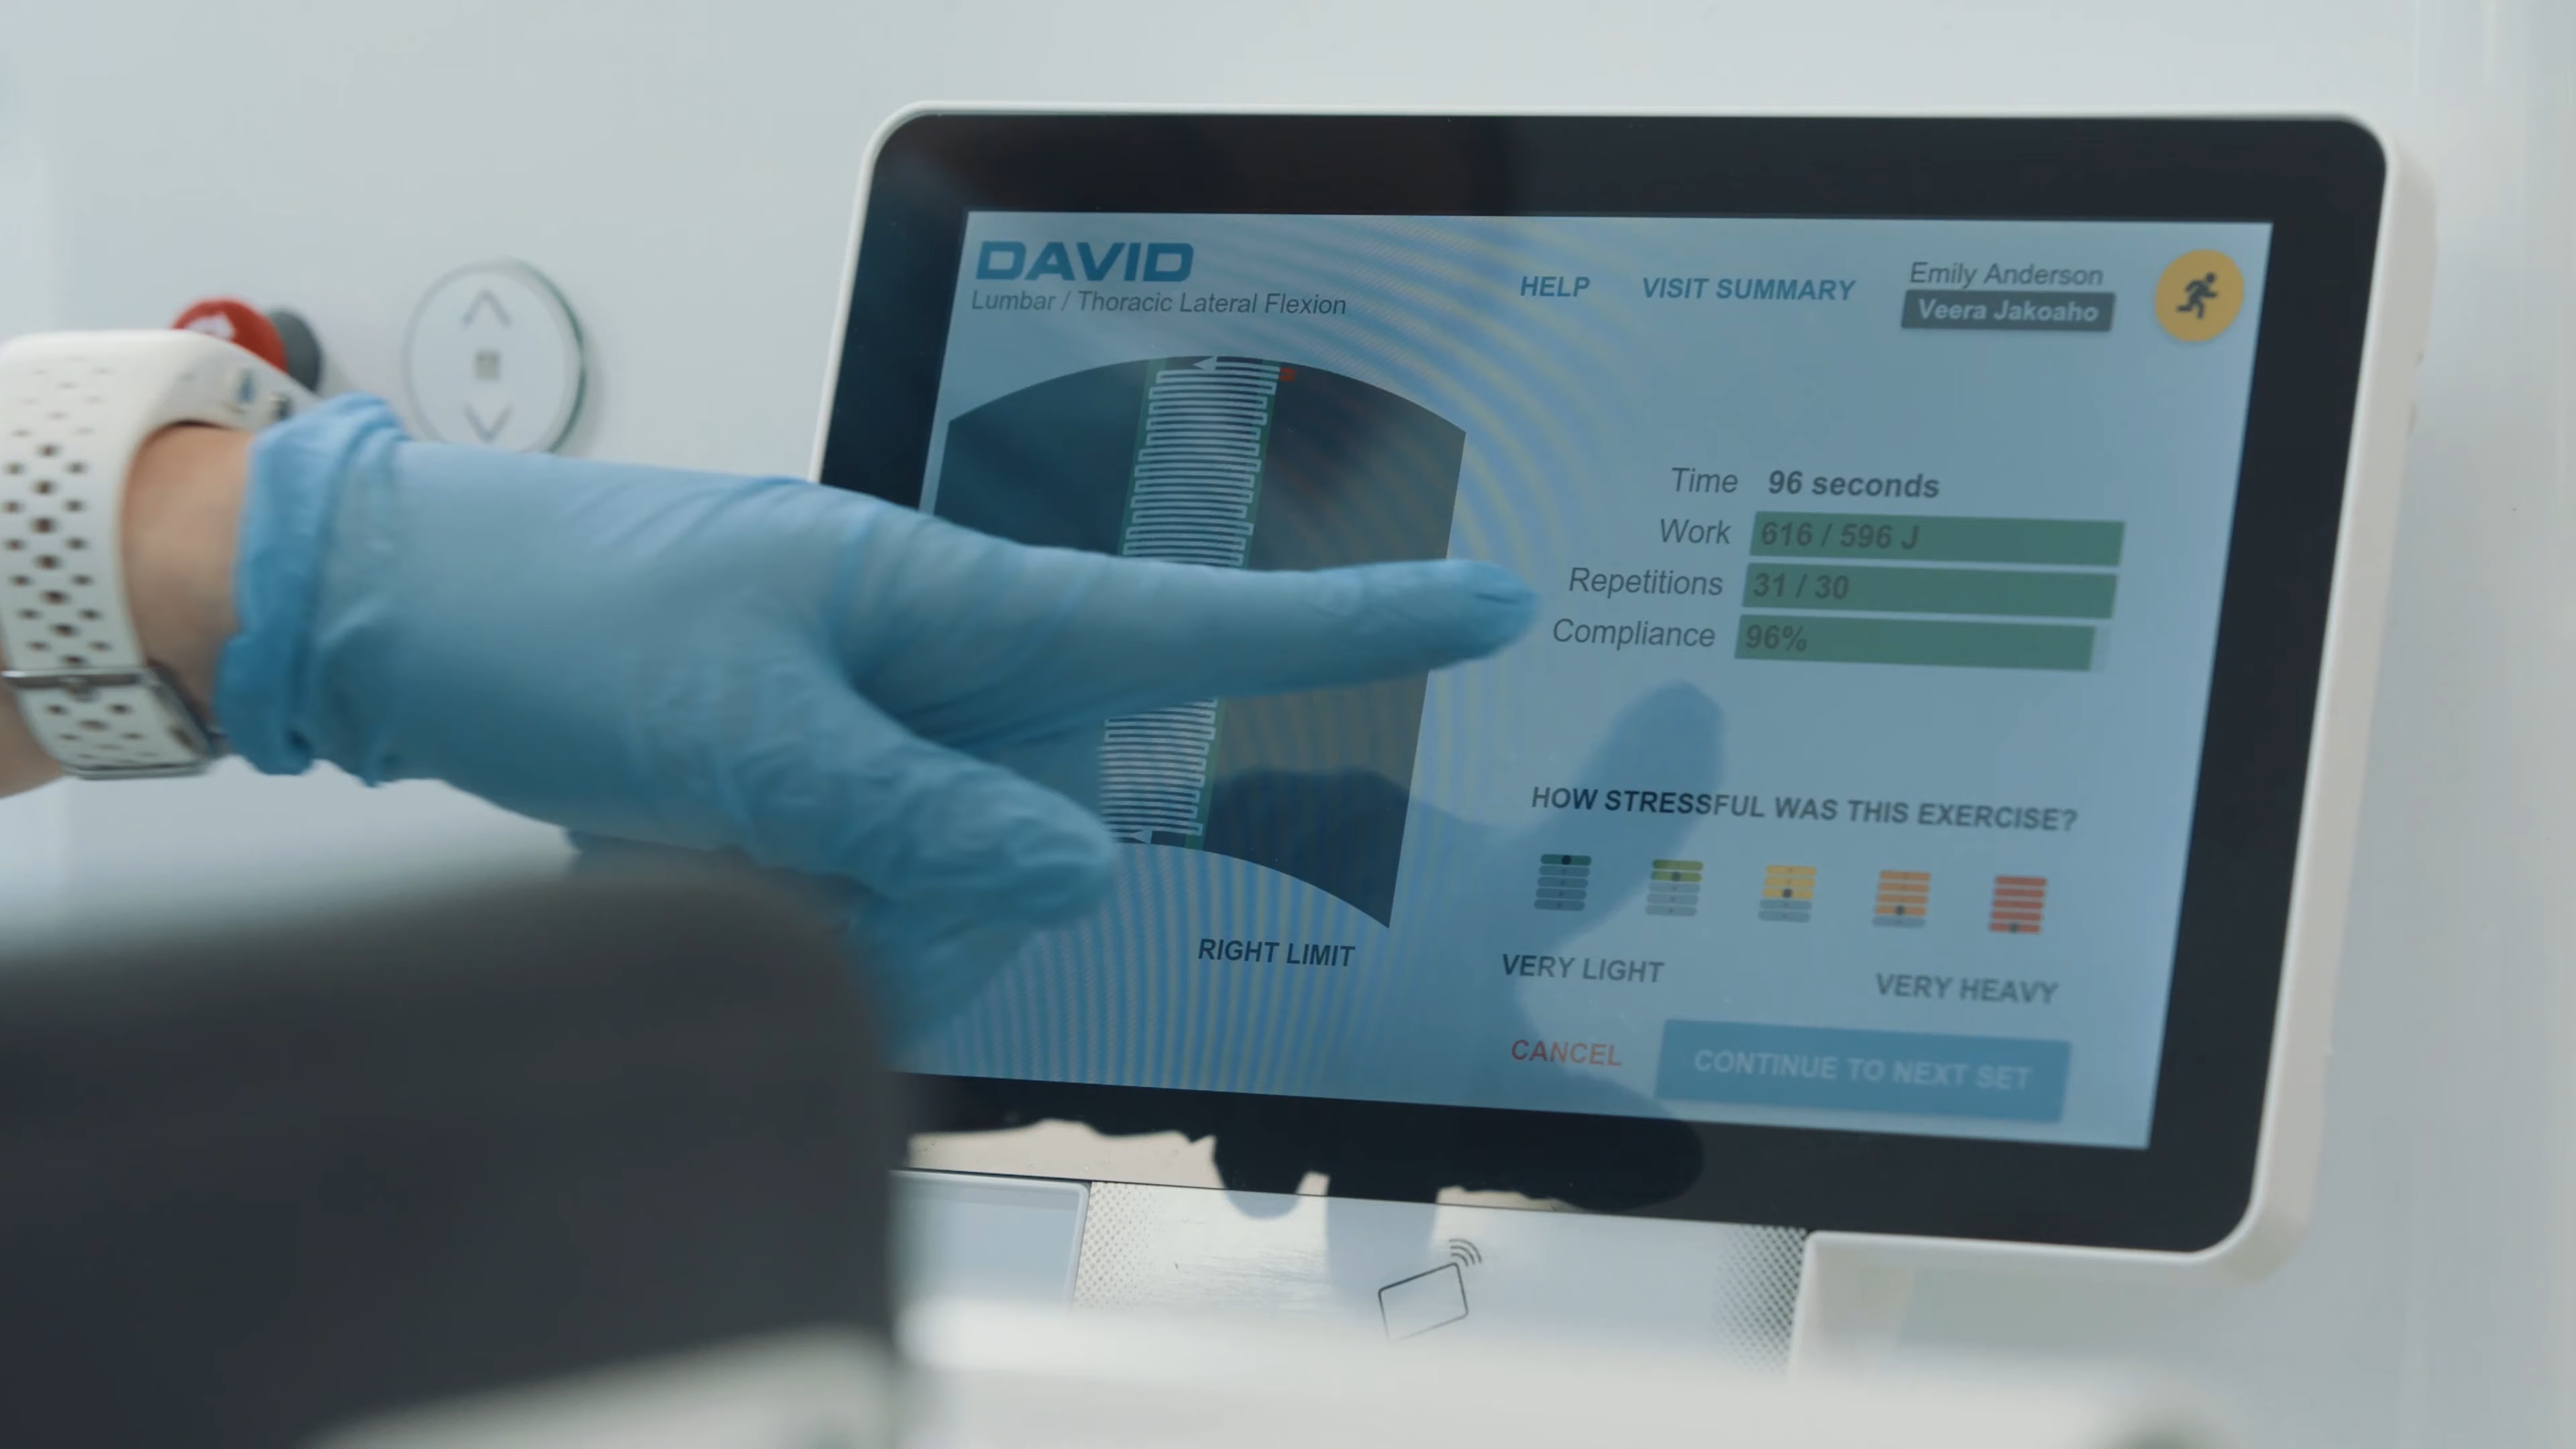 DAVID
Lumbar / Thoracic Lateral Flexion
HELP
VISIT SUMMARY
Emily Anderson
Veera Jakoaho
Time 96 seconds
Work 616 / 596 J
Repetitions 31 / 30
Compliance 96%
RIGHT LIMIT
HOW STRESSFUL WAS THIS EXERCISE?
VERY LIGHT
VERY HEAVY
CANCEL
CONTINUE TO NEXT SET